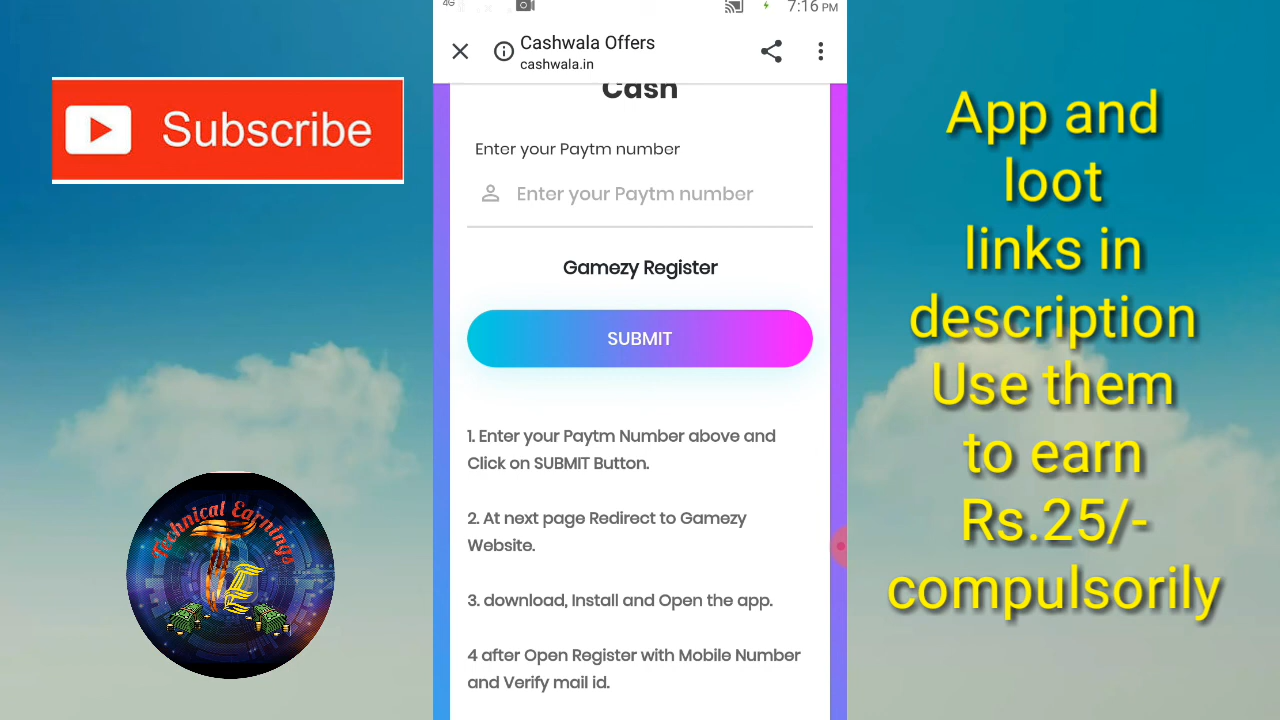 4G
7:16 PM
Cashwala Offers
cashwala.in
Subscribe
Cash
Enter your Paytm number
Enter your Paytm number
Gamezy Register
SUBMIT
1. Enter your Paytm Number above and
Click on SUBMIT Button.
2. At next page Redirect to Gamezy
Website.
3. download, Install and Open the app.
4 after Open Register with Mobile Number
and Verify mail id.
Technical Earnings
TE
App and
loot
links in
description
Use them
to earn
Rs.25/-
compulsorily